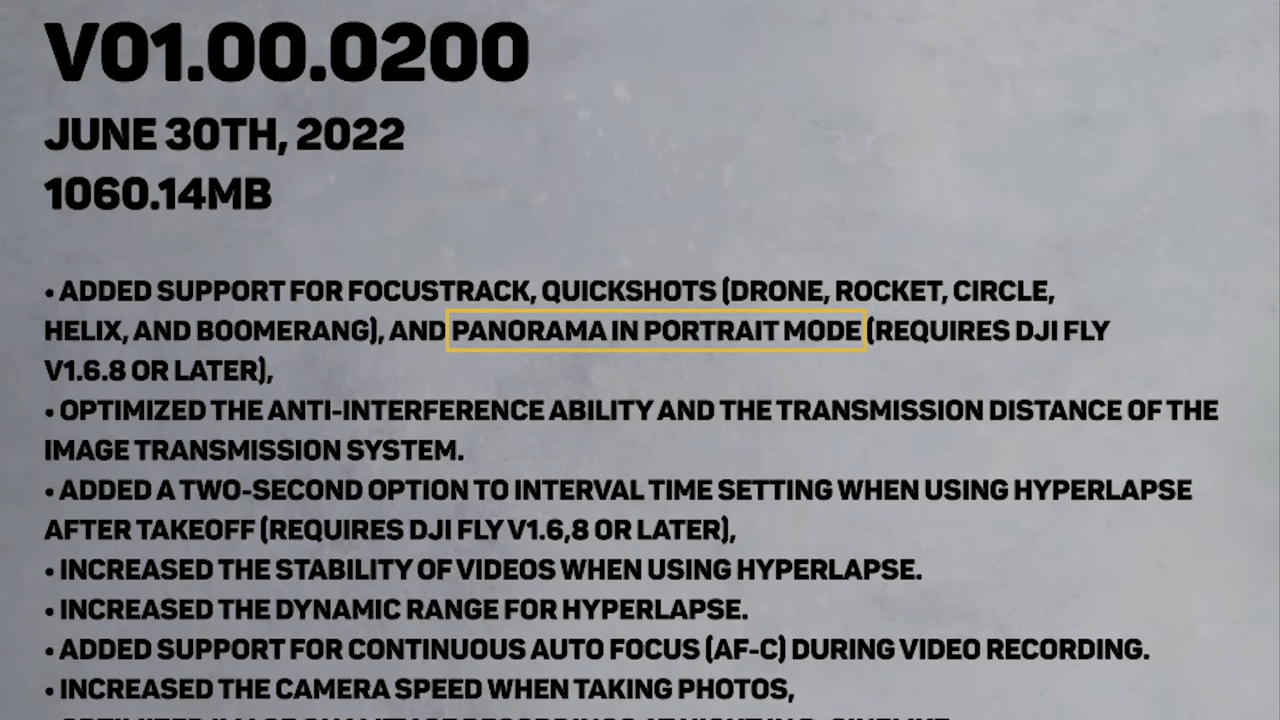 V01.00.0200
JUNE 30TH, 2022
1060.14MB
• ADDED SUPPORT FOR FOCUSTRACK, QUICKSHOTS (DRONE, ROCKET, CIRCLE,
HELIX, AND BOOMERANG), AND PANORAMA IN PORTRAIT MODE (REQUIRES DJI FLY
V1.6.8 OR LATER),
• OPTIMIZED THE ANTI-INTERFERENCE ABILITY AND THE TRANSMISSION DISTANCE OF THE
IMAGE TRANSMISSION SYSTEM.
• ADDED A TWO-SECOND OPTION TO INTERVAL TIME SETTING WHEN USING HYPERLAPSE
AFTER TAKEOFF (REQUIRES DJI FLY V1.6,8 OR LATER),
• INCREASED THE STABILITY OF VIDEOS WHEN USING HYPERLAPSE.
• INCREASED THE DYNAMIC RANGE FOR HYPERLAPSE.
• ADDED SUPPORT FOR CONTINUOUS AUTO FOCUS (AF-C) DURING VIDEO RECORDING.
• INCREASED THE CAMERA SPEED WHEN TAKING PHOTOS,